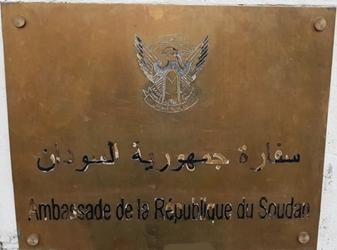 سفارة جمهورية السودان
Ambassade de la République du Soudan